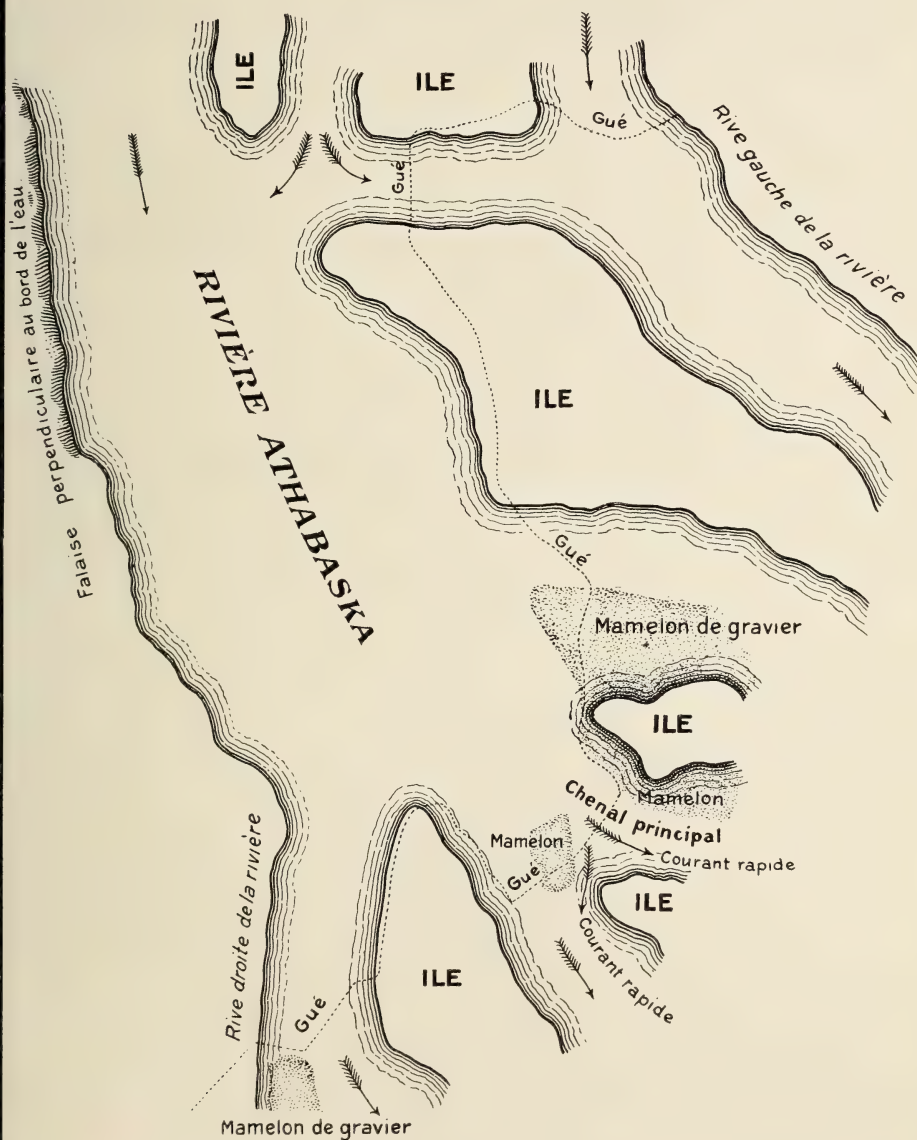 ILE
ILE
Gué
Rive gauche de la rivière
Gué
Falaise perpendiculaire au bord de l'eau.
RIVIÈRE ATHABASKA
ILE
Gué
Mamelon de gravier
ILE
Mamelon
Chenal principal
Mamelon
Courant rapide
Gué
ILE
Rive droite de la rivière
Courant rapide
ILE
Gué
Mamelon de gravier